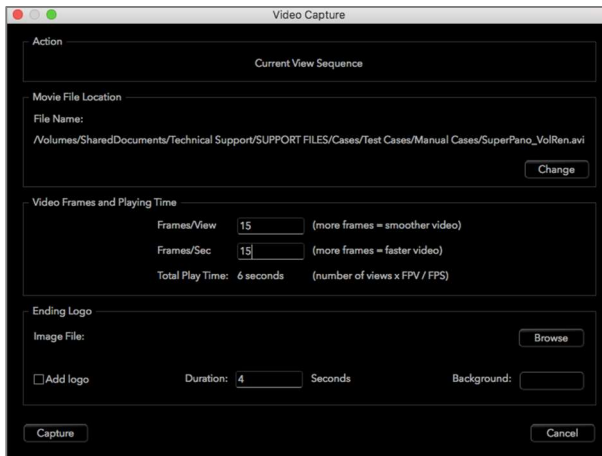 Video Capture
Action
Current View Sequence
Movie File Location
File Name:
/Volumes/SharedDocuments/Technical Support/SUPPORT FILES/Cases/Test Cases/Manual Cases/SuperPano_VolRen.avi
Change
Video Frames and Playing Time
Frames/View 15 (more frames = smoother video)
Frames/Sec 15 (more frames = faster video)
Total Play Time: 6 seconds (number of views x FPV / FPS)
Ending Logo
Image File: Browse
Add logo Duration: 4 Seconds Background:
Capture Cancel